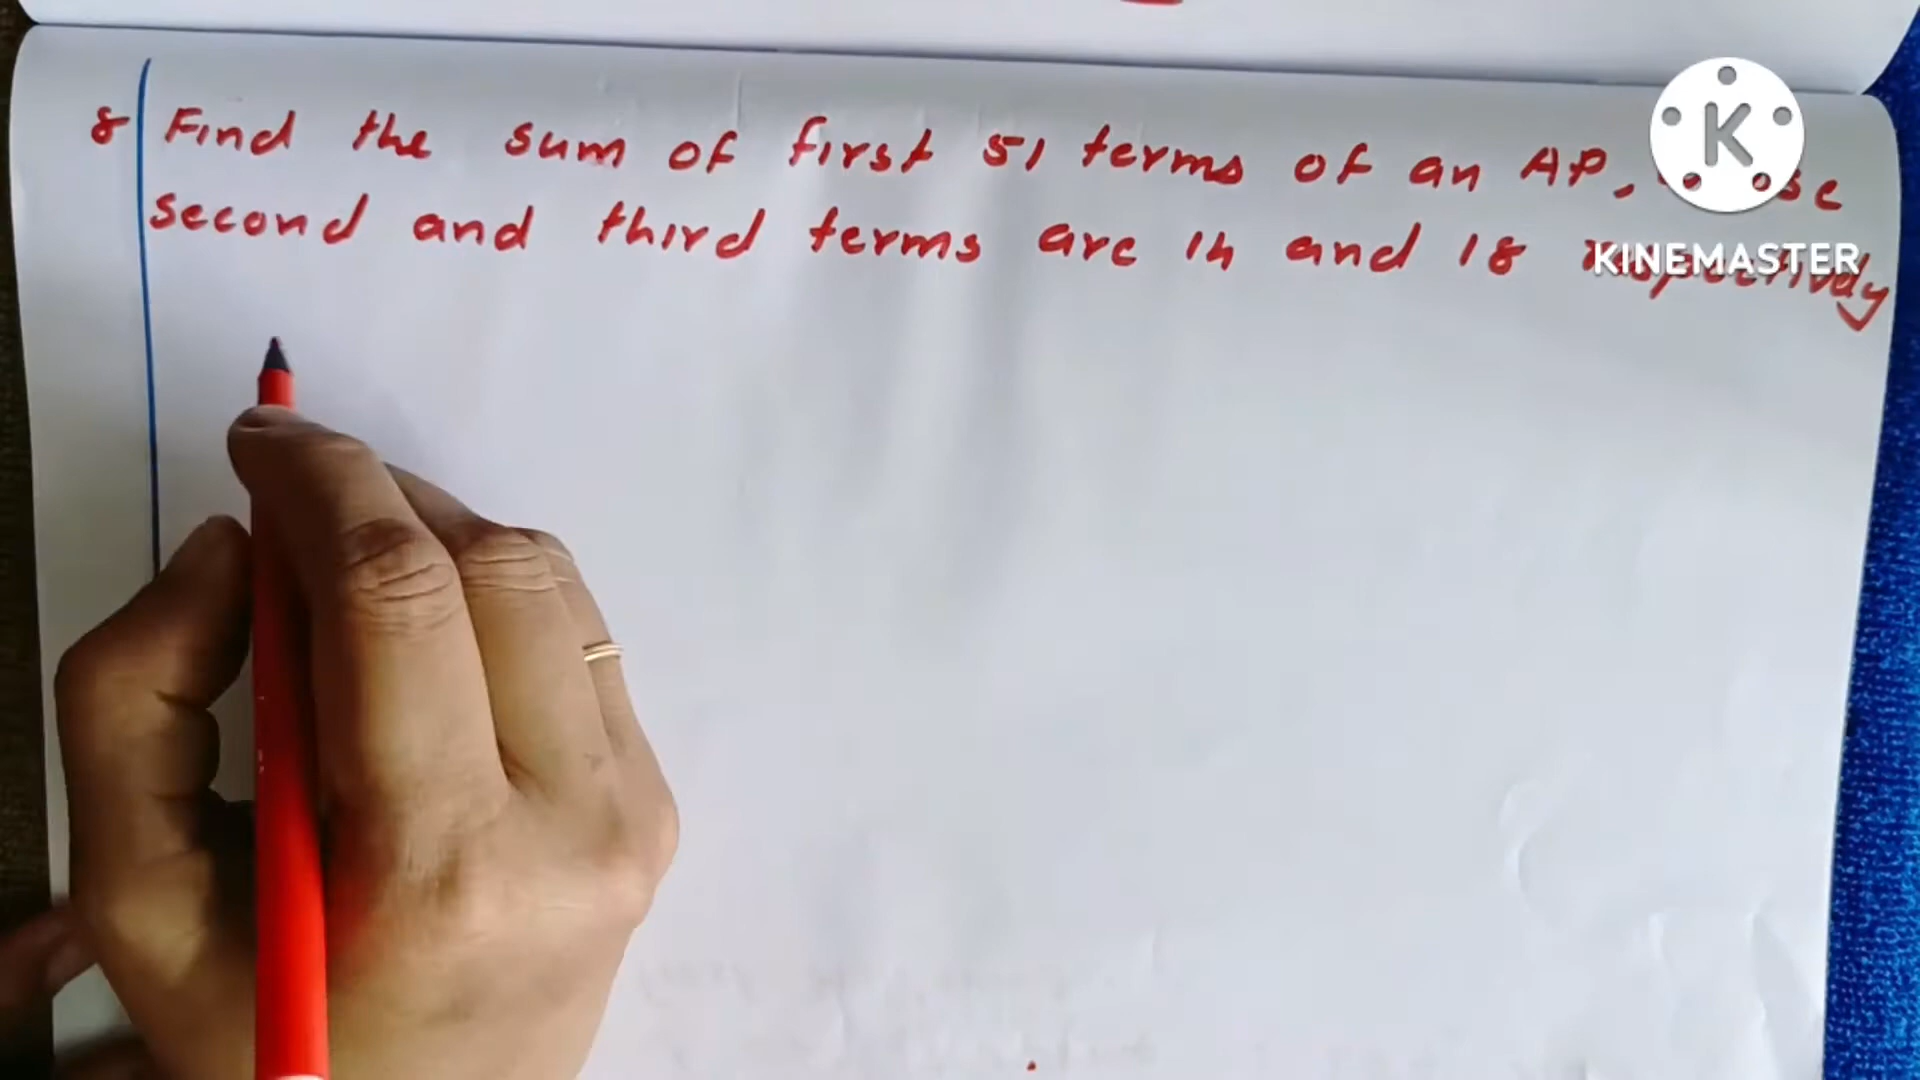 8 Find the sum of first 51 terms of an AP,
second and third terms are 14 and 18 respectively
K
KINEMASTER